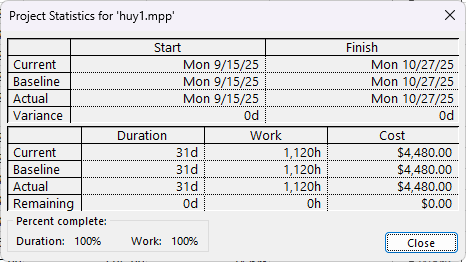 Project Statistics for 'huy1.mpp'
Start Finish
Current Mon 9/15/25 Mon 10/27/25
Baseline Mon 9/15/25 Mon 10/27/25
Actual Mon 9/15/25 Mon 10/27/25
Variance 0d 0d
Duration Work Cost
Current 31d 1,120h $4,480.00
Baseline 31d 1,120h $4,480.00
Actual 31d 1,120h $4,480.00
Remaining 0d 0h $0.00
Percent complete:
Duration: 100% Work: 100% Close